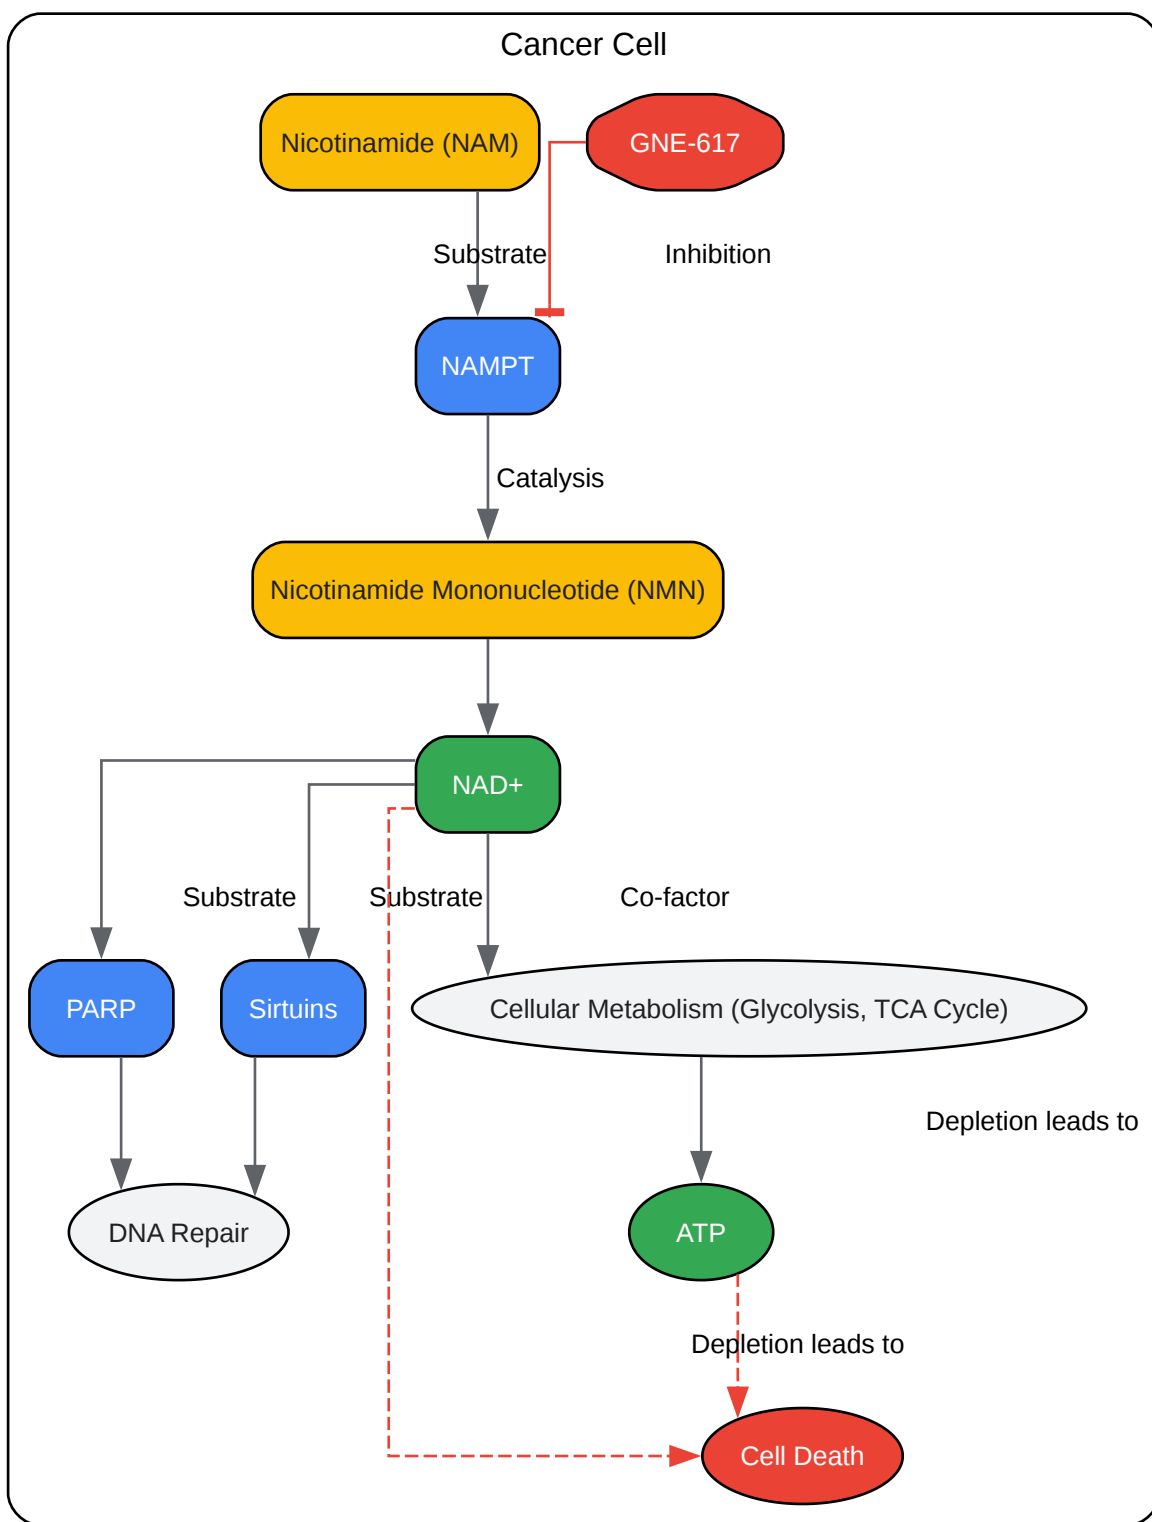 Cancer Cell
Nicotinamide (NAM)
GNE-617
Substrate
Inhibition
NAMPT
Catalysis
Nicotinamide Mononucleotide (NMN)
NAD+
Substrate
Substrate
Co-factor
PARP
Sirtuins
Cellular Metabolism (Glycolysis, TCA Cycle)
Depletion leads to
DNA Repair
ATP
Depletion leads to
Cell Death